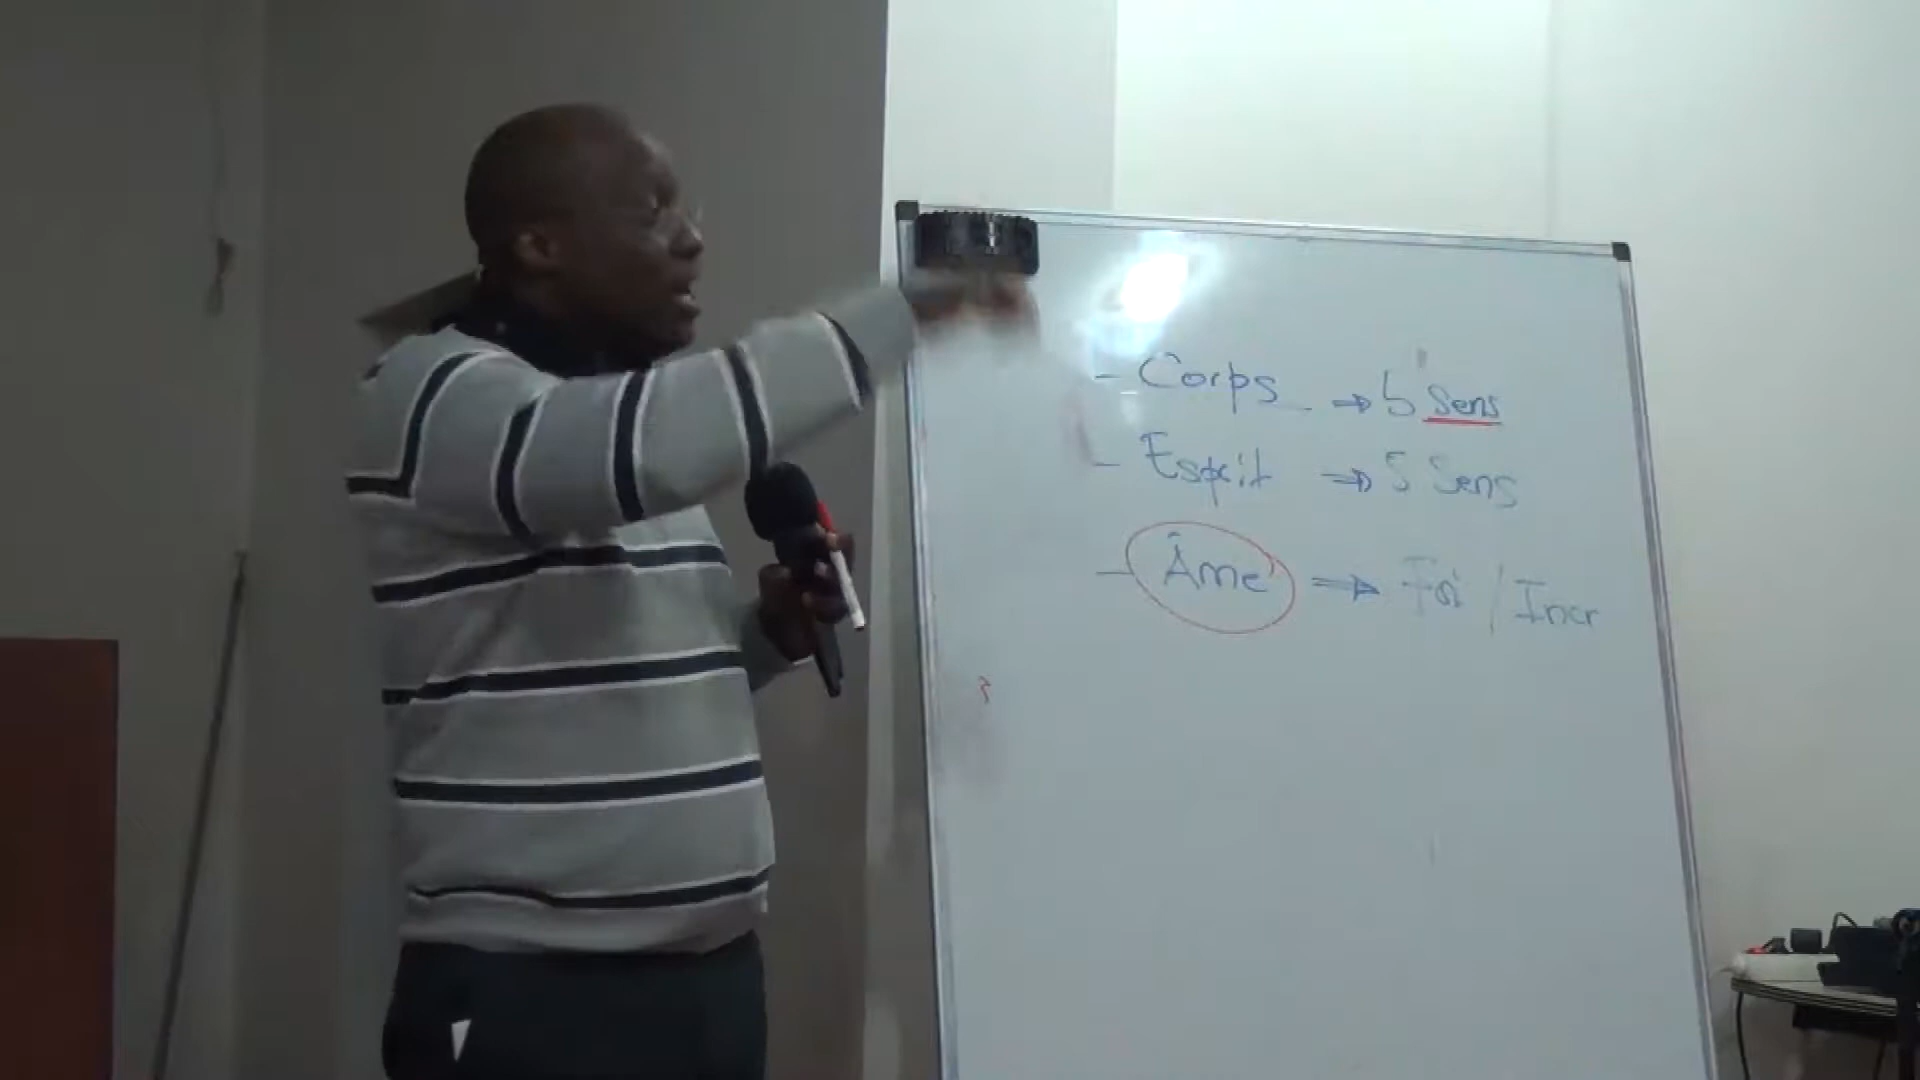 - Corps → 5 Sens
- Esprit → 5 Sens
- Âme → Foi / Incr